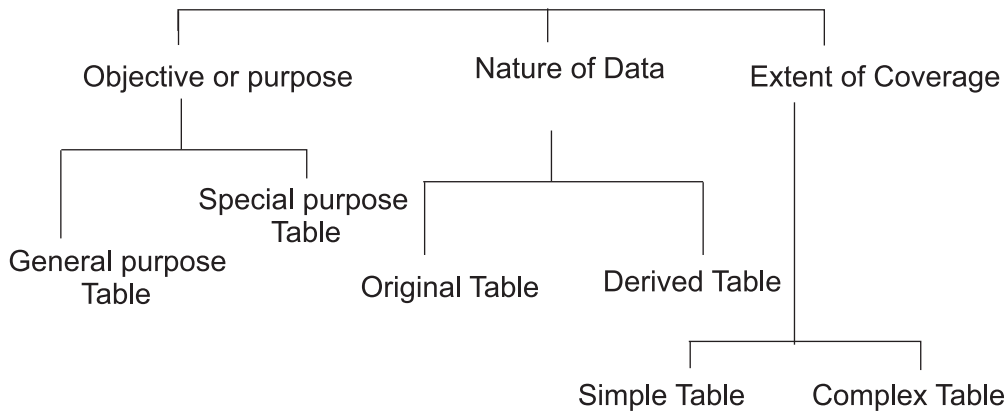 Objective or purpose
Nature of Data
Extent of Coverage
General purpose
Table
Special purpose
Table
Original Table
Derived Table
Simple Table
Complex Table